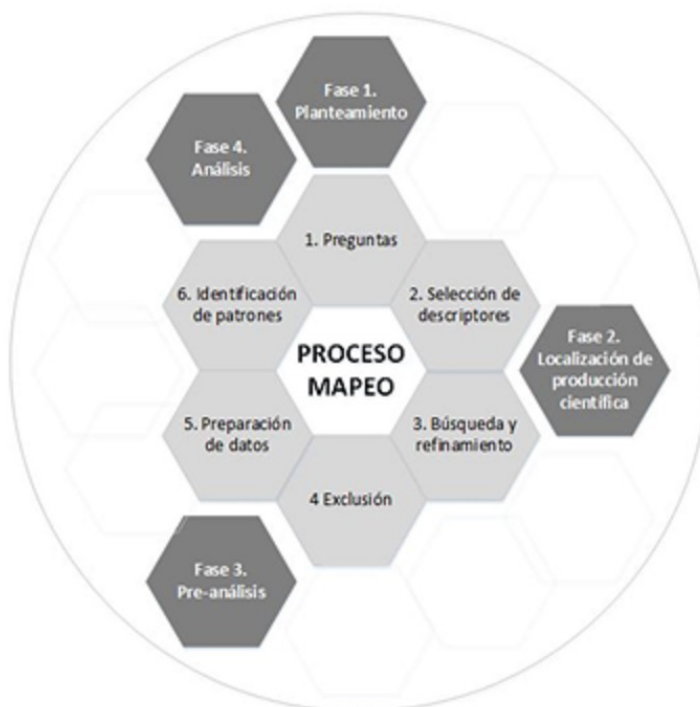 Fase 1.
Planteamiento
Fase 4.
Análisis
1. Preguntas
6. Identificación
de patrones
2. Selección de
descriptores
PROCESO
MAPEO
Fase 2.
Localización de
producción
científica
5. Preparación
de datos
3. Búsqueda y
refinamiento
4 Exclusión
Fase 3.
Pre-análisis